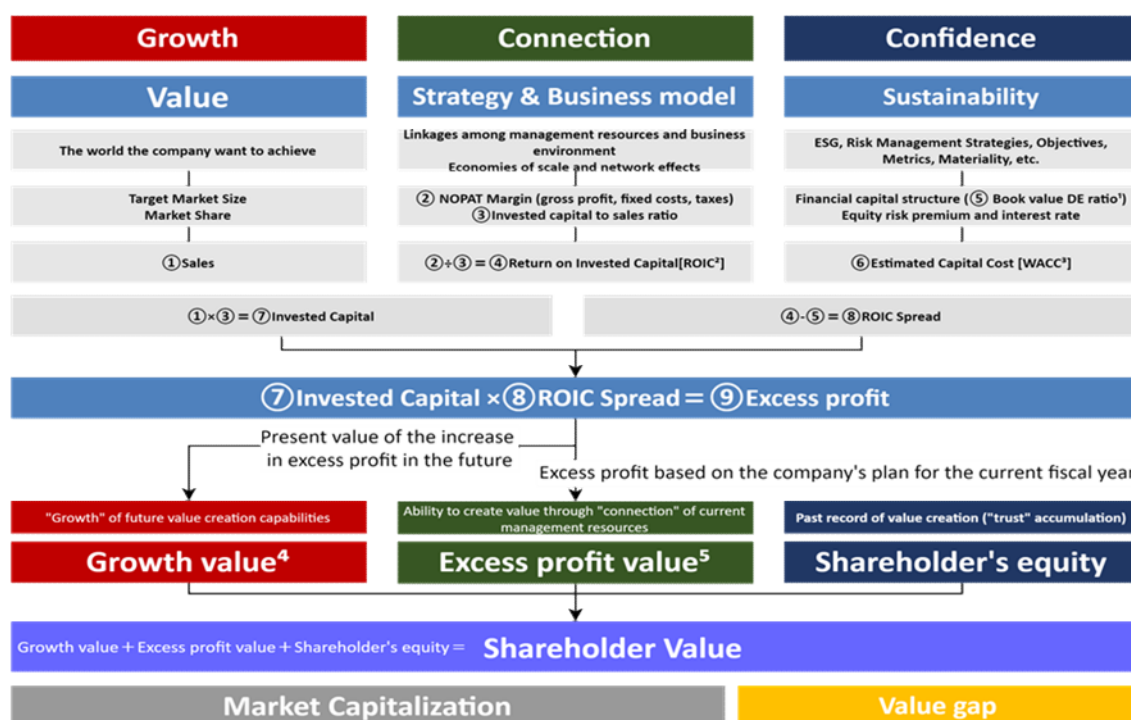 Growth
Connection
Confidence
Value
Strategy & Business model
Sustainability
The world the company want to achieve
Linkages among management resources and business
environment
Economies of scale and network effects
ESG, Risk Management Strategies, Objectives,
Metrics, Materiality, etc.
Target Market Size
Market Share
② NOPAT Margin (gross profit, fixed costs, taxes)
③Invested capital to sales ratio
Financial capital structure (⑤ Book value DE ratio¹)
Equity risk premium and interest rate
①Sales
②÷③＝④Return on Invested Capital[ROIC²]
⑥Estimated Capital Cost [WACC³]
①×③＝⑦Invested Capital
④-⑤＝⑧ROIC Spread
⑦Invested Capital ×⑧ROIC Spread＝⑨Excess profit
Present value of the increase
in excess profit in the future
Excess profit based on the company's plan for the current fiscal year
"Growth" of future value creation capabilities
Ability to create value through "connection" of current
management resources
Past record of value creation ("trust" accumulation)
Growth value⁴
Excess profit value⁵
Shareholder's equity
Growth value＋Excess profit value＋Shareholder's equity＝ Shareholder Value
Market Capitalization
Value gap